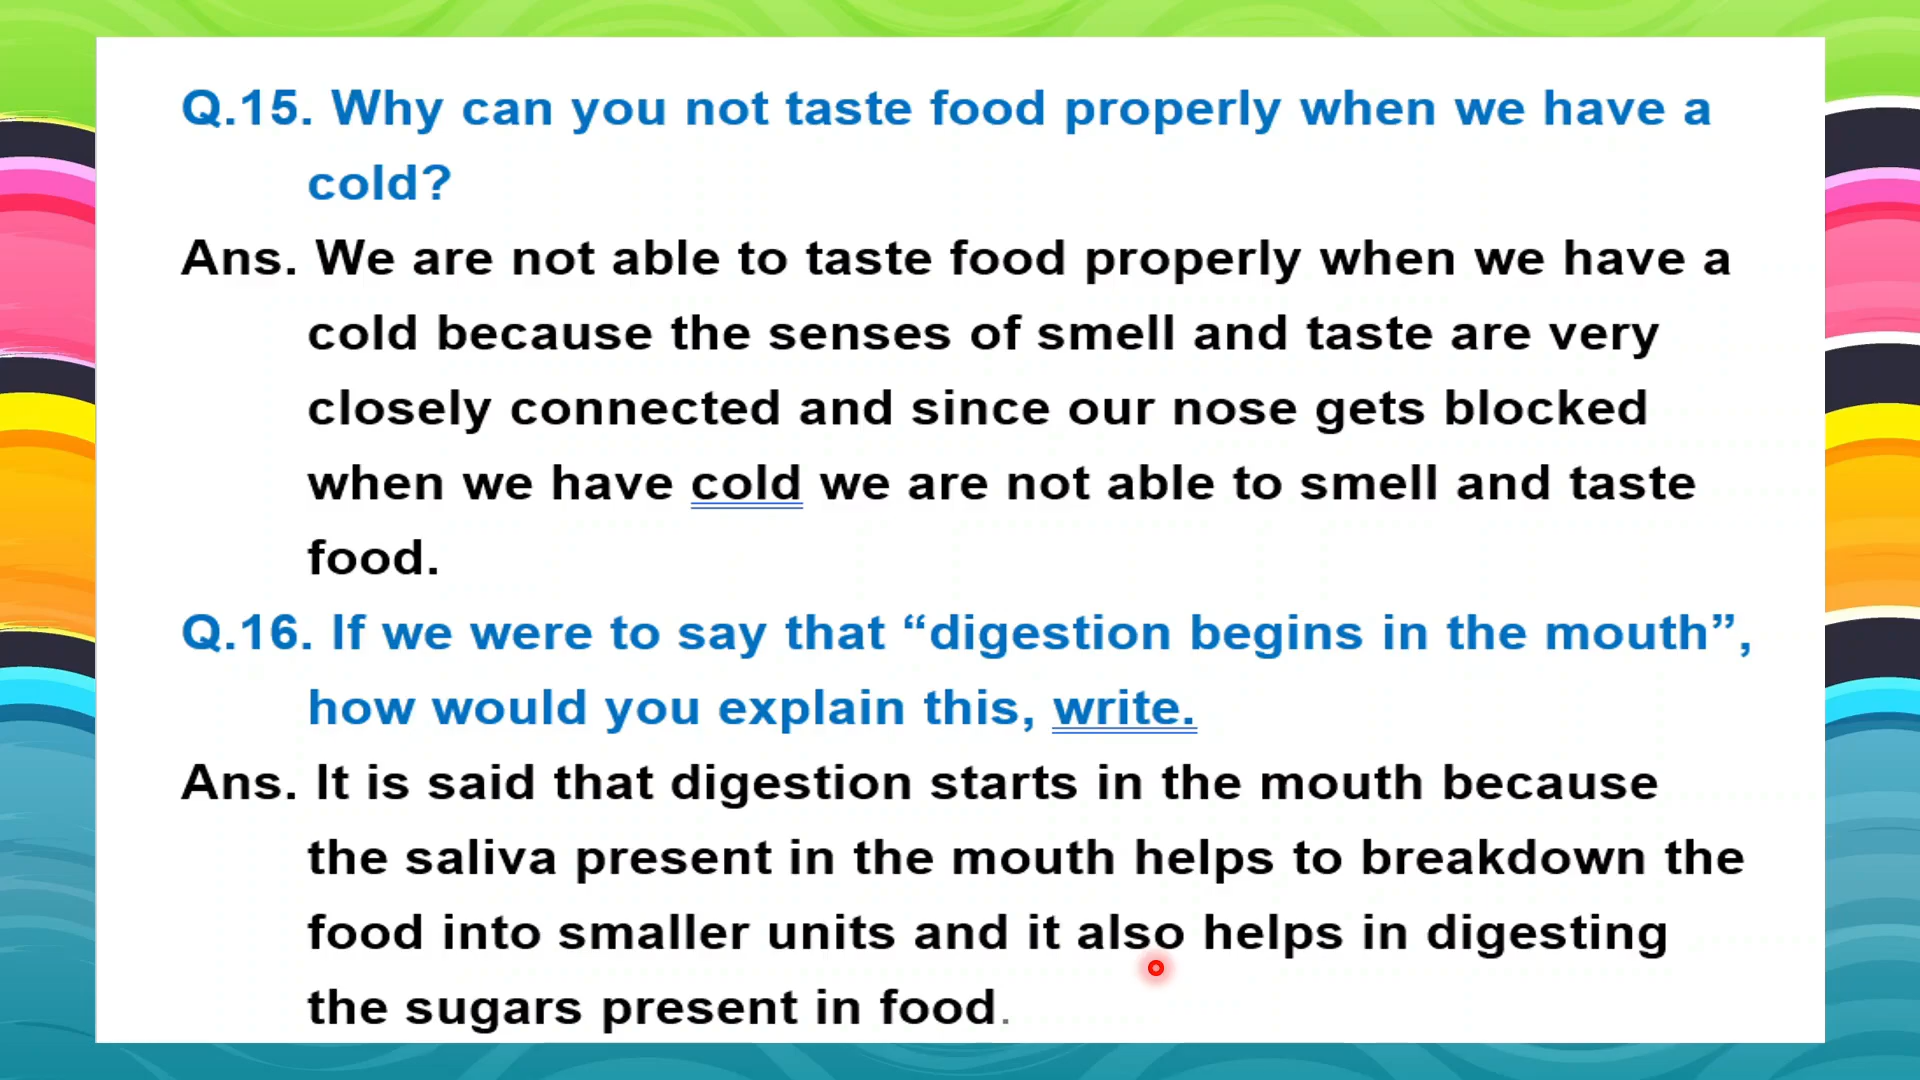 Q.15. Why can you not taste food properly when we have a
cold?
Ans. We are not able to taste food properly when we have a
cold because the senses of smell and taste are very
closely connected and since our nose gets blocked
when we have cold we are not able to smell and taste
food.
Q.16. If we were to say that “digestion begins in the mouth”,
how would you explain this, write.
Ans. It is said that digestion starts in the mouth because
the saliva present in the mouth helps to breakdown the
food into smaller units and it also helps in digesting
the sugars present in food.